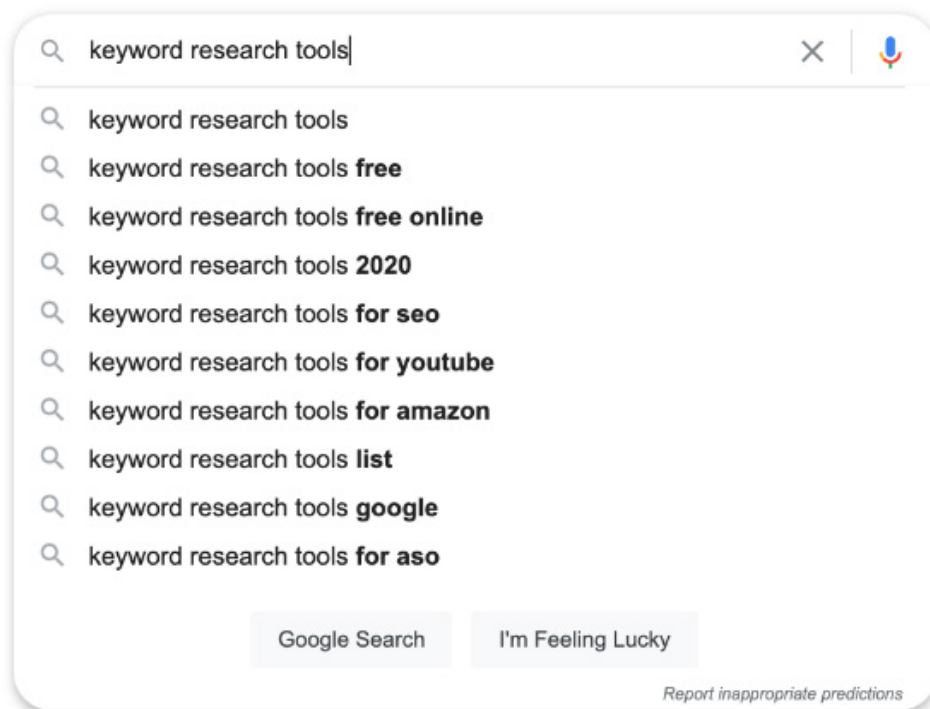 keyword research tools
keyword research tools
keyword research tools free
keyword research tools free online
keyword research tools 2020
keyword research tools for seo
keyword research tools for youtube
keyword research tools for amazon
keyword research tools list
keyword research tools google
keyword research tools for aso
Google Search I'm Feeling Lucky
Report inappropriate predictions